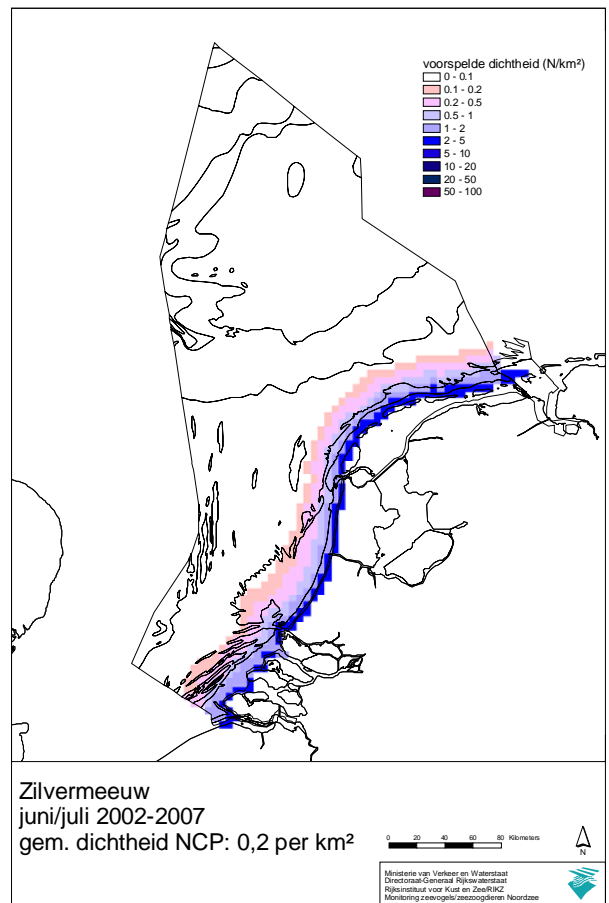 voorspelde dichtheid (N/km²)
0 - 0.1
0.1 - 0.2
0.2 - 0.5
0.5 - 1
1 - 2
2 - 5
5 - 10
10 - 20
20 - 50
50 - 100
Zilvermeeuw
juni/juli 2002-2007
gem. dichtheid NCP: 0,2 per km²
0 20 40 60 80 Kilometers
N
Ministerie van Verkeer en Waterstaat
Directoraat-Generaal Rijkswaterstaat
Rijksinstituut voor Kust en Zee/RIKZ
Monitoring zeevogels/zeezoogdieren Noordzee